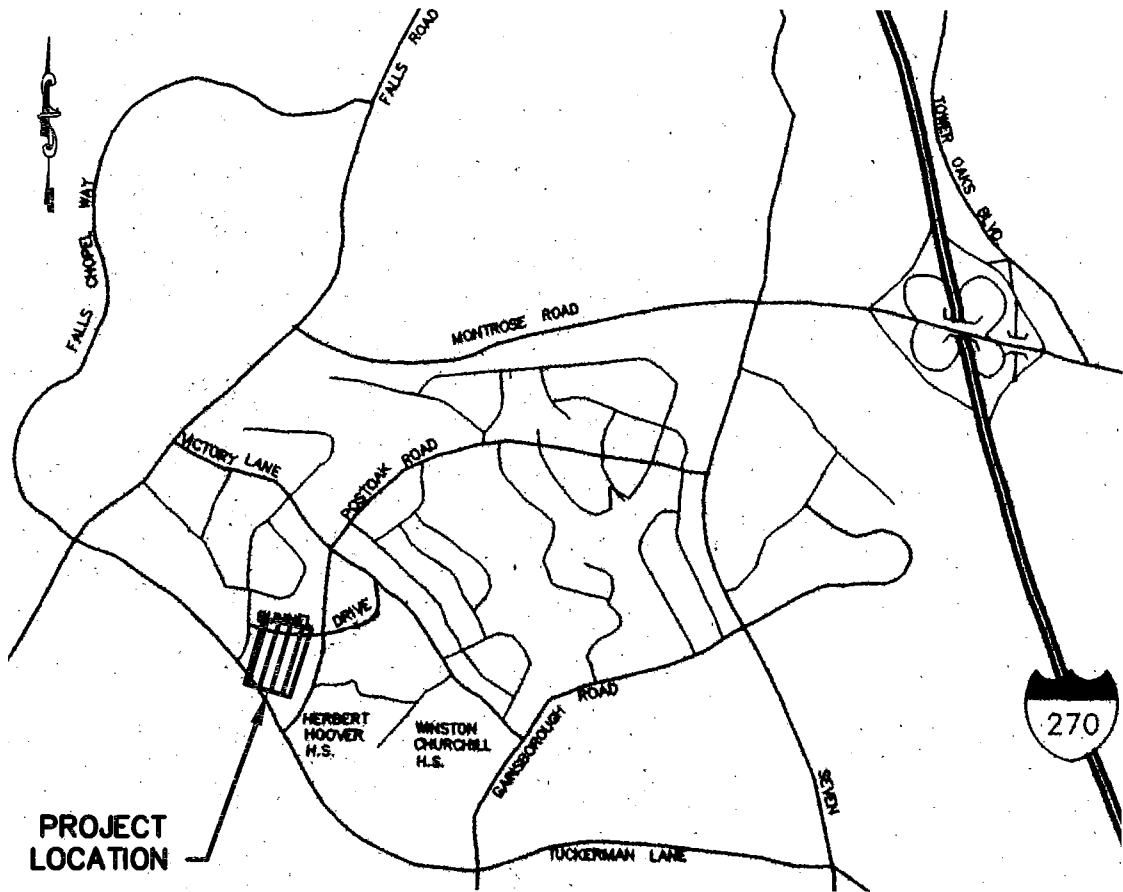 FALLS ROAD
FALLS CHOPEL WAY
TOWER OAKS BLVD.
MONTROSE ROAD
VICTORY LANE
POSTOAK ROAD
DRIVE
HERBERT
HOOVER
H.S.
WINSTON
CHURCHILL
H.S.
GAINSBOROUGH ROAD
SEVEN
TUCKERMAN LANE
270
PROJECT
LOCATION